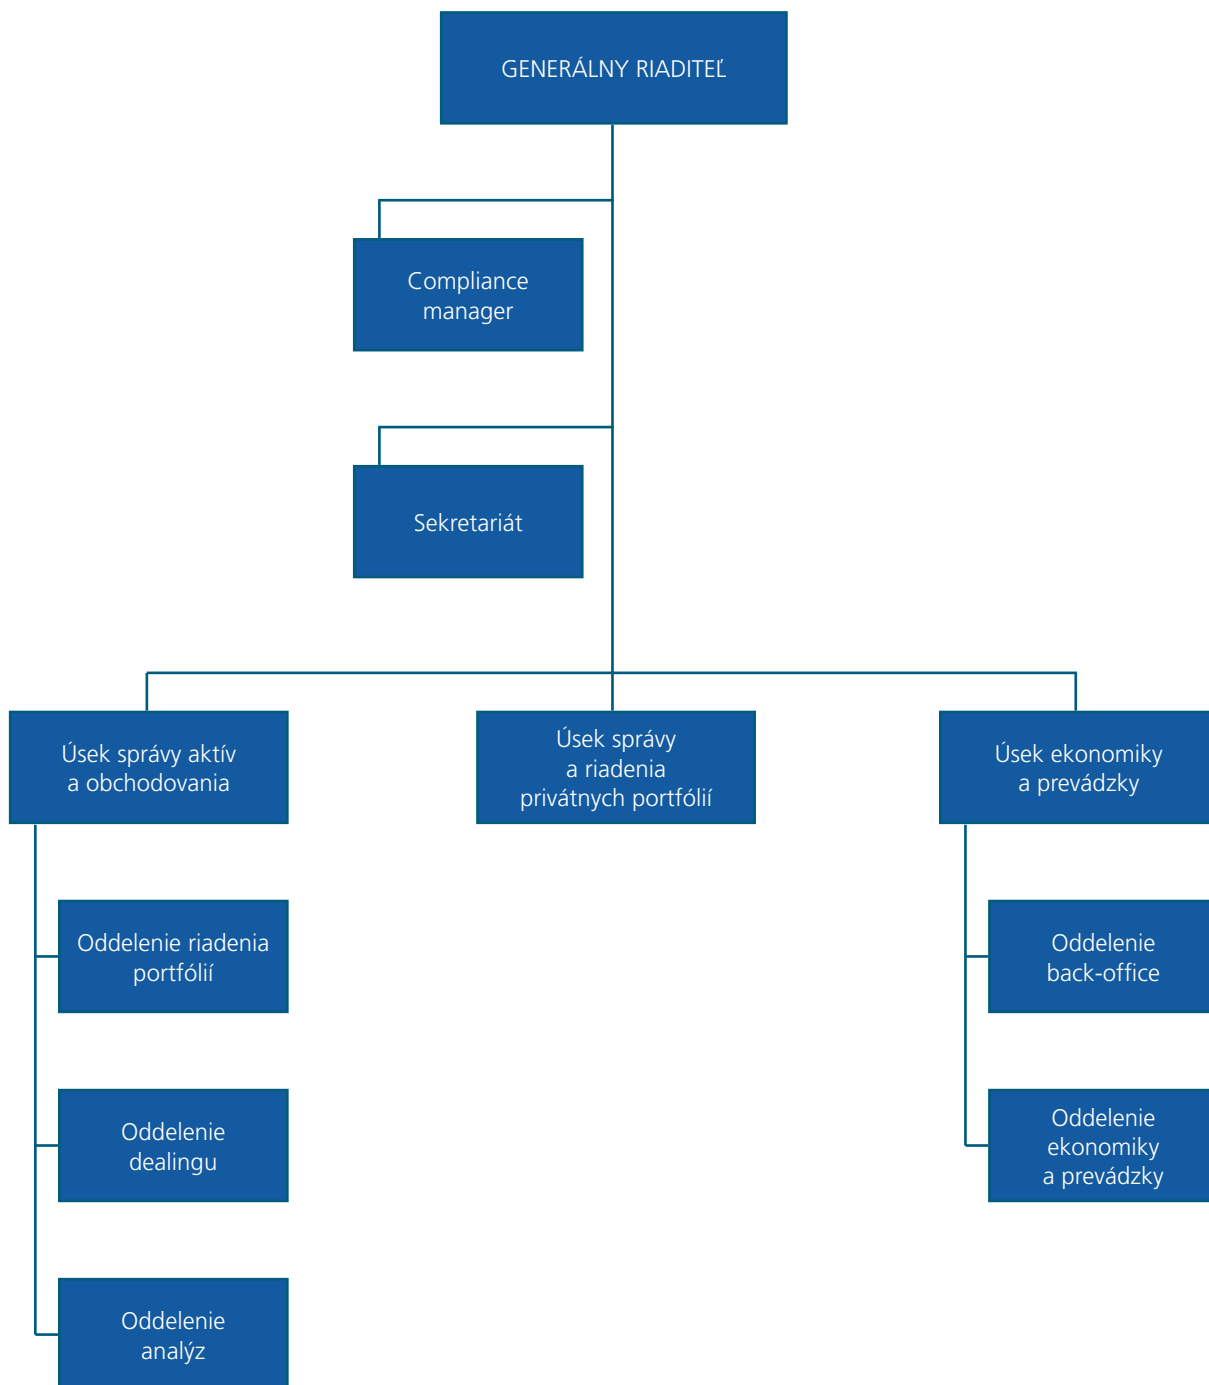 GENERÁLNY RIADITEĽ
Compliance
manager
Sekretariát
Úsek správy aktív
a obchodovania
Úsek správy
a riadenia
privátnych portfólií
Úsek ekonomiky
a prevádzky
Oddelenie riadenia
portfólií
Oddelenie
back-office
Oddelenie
dealingu
Oddelenie
ekonomiky
a prevádzky
Oddelenie
analýz